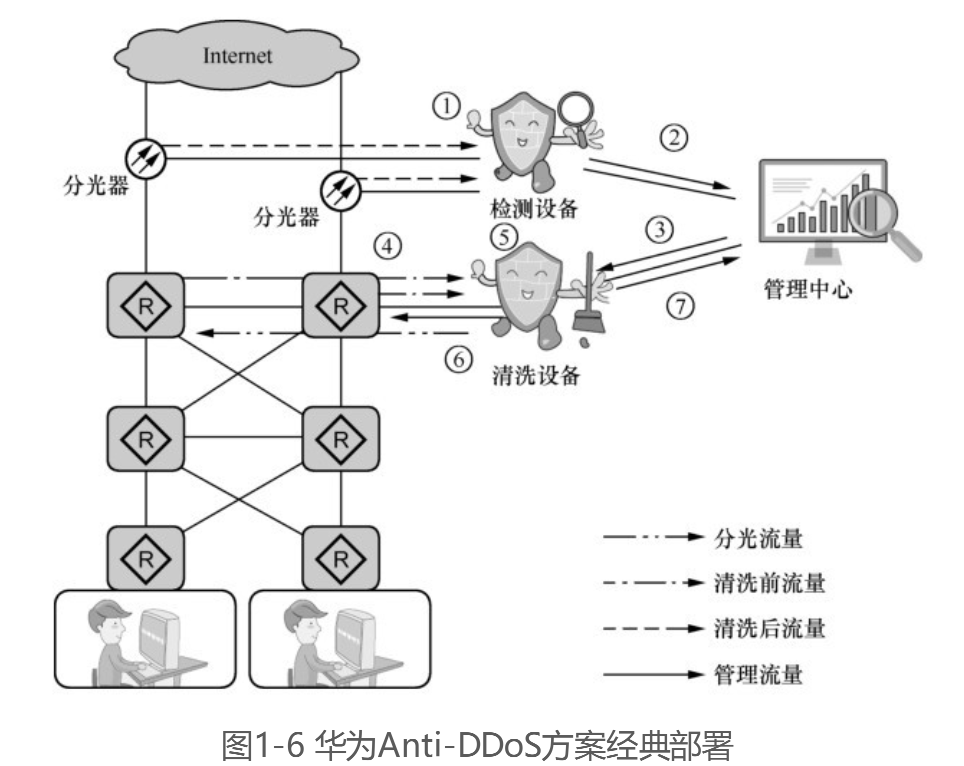 Internet
①
②
分光器
分光器
检测设备
④
⑤
③
管理中心
R
R
⑦
⑥
清洗设备
R
R
R
R
分光流量
清洗前流量
清洗后流量
管理流量
图1-6 华为Anti-DDoS方案经典部署